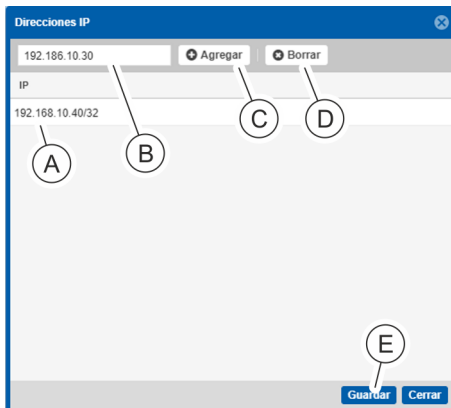 Direcciones IP
192.186.10.30 Agregar Borrar
IP
192.168.10.40/32
A B C D
E
Guardar Cerrar